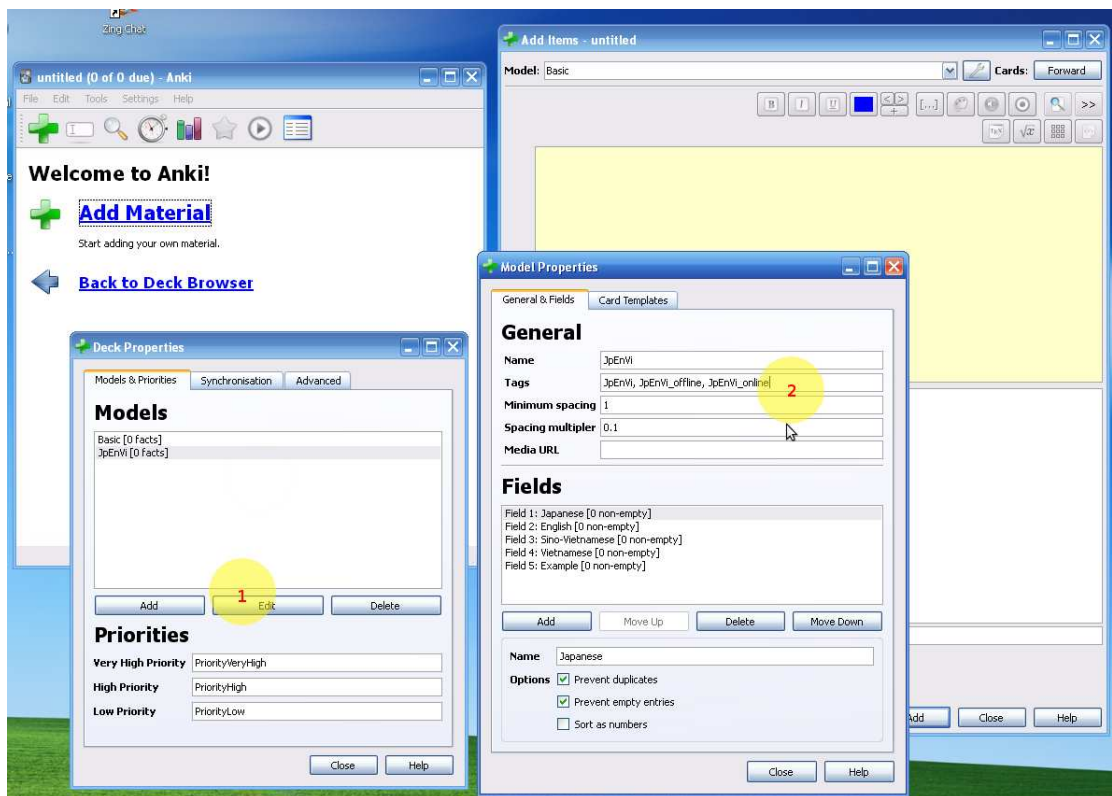 Zing Chat
untitled (0 of 0 due) - Anki
File Edit Tools Settings Help
Welcome to Anki!
Add Material
Start adding your own material.
Back to Deck Browser
Deck Properties
Models & Priorities Synchronisation Advanced
Models
Basic [0 facts]
JpEnVi [0 facts]
1
Add Edit Delete
Priorities
Very High Priority PriorityVeryHigh
High Priority PriorityHigh
Low Priority PriorityLow
Close Help
Add Items - untitled
Model: Basic Cards: Forward
B I U <> + [...] >>
√x
Model Properties
General & Fields Card Templates
General
Name JpEnVi
Tags JpEnVi, JpEnVi_offline, JpEnVi_online
2
Minimum spacing 1
Spacing multipler 0.1
Media URL
Fields
Field 1: Japanese [0 non-empty]
Field 2: English [0 non-empty]
Field 3: Sino-Vietnamese [0 non-empty]
Field 4: Vietnamese [0 non-empty]
Field 5: Example [0 non-empty]
Add Move Up Delete Move Down
Name Japanese
Options Prevent duplicates
Prevent empty entries
Sort as numbers
Close Help
Add Close Help